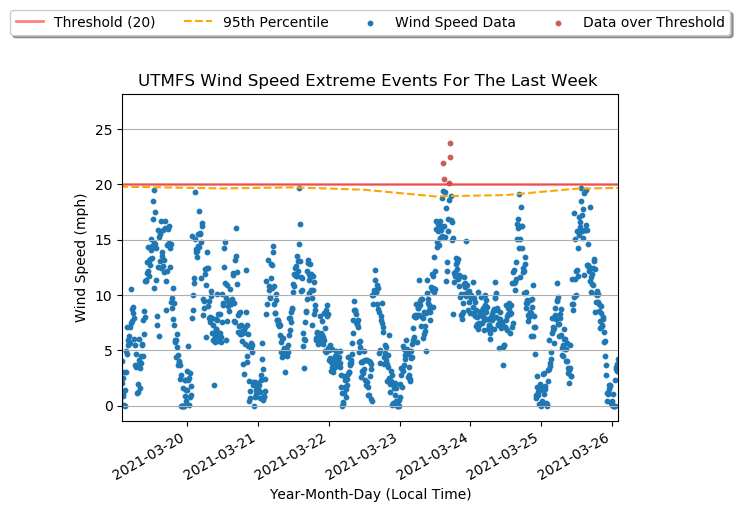 Threshold (20) 95th Percentile Wind Speed Data Data over Threshold
UTMFS Wind Speed Extreme Events For The Last Week
25
20
15
10
5
0
Wind Speed (mph)
2021-03-20 2021-03-21 2021-03-22 2021-03-23 2021-03-24 2021-03-25 2021-03-26
Year-Month-Day (Local Time)